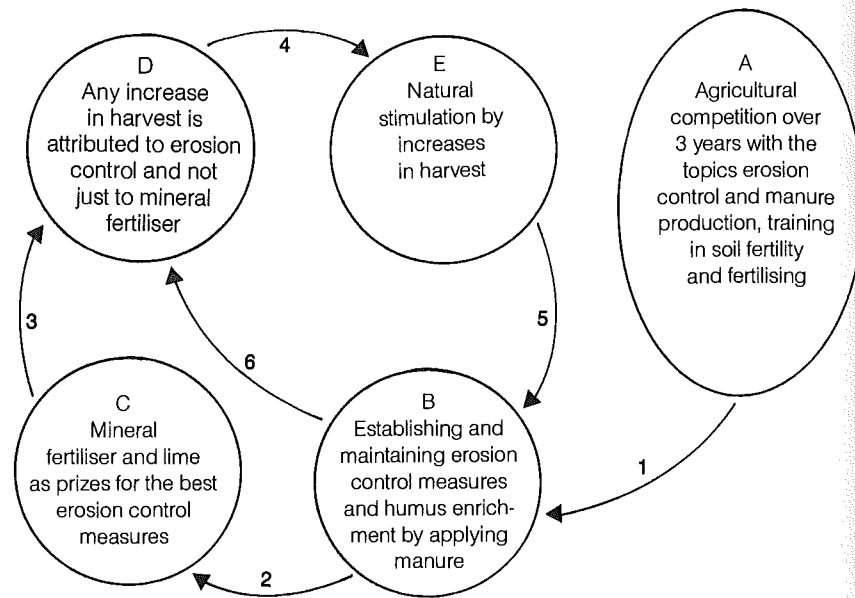 D
Any increase
in harvest is
attributed to erosion
control and not
just to mineral
fertiliser
4
E
Natural
stimulation by
increases
in harvest
A
Agricultural
competition over
3 years with the
topics erosion
control and manure
production, training
in soil fertility
and fertilising
3
6
5
C
Mineral
fertiliser and lime
as prizes for the best
erosion control
measures
2
B
Establishing and
maintaining erosion
control measures
and humus enrich-
ment by applying
manure
1